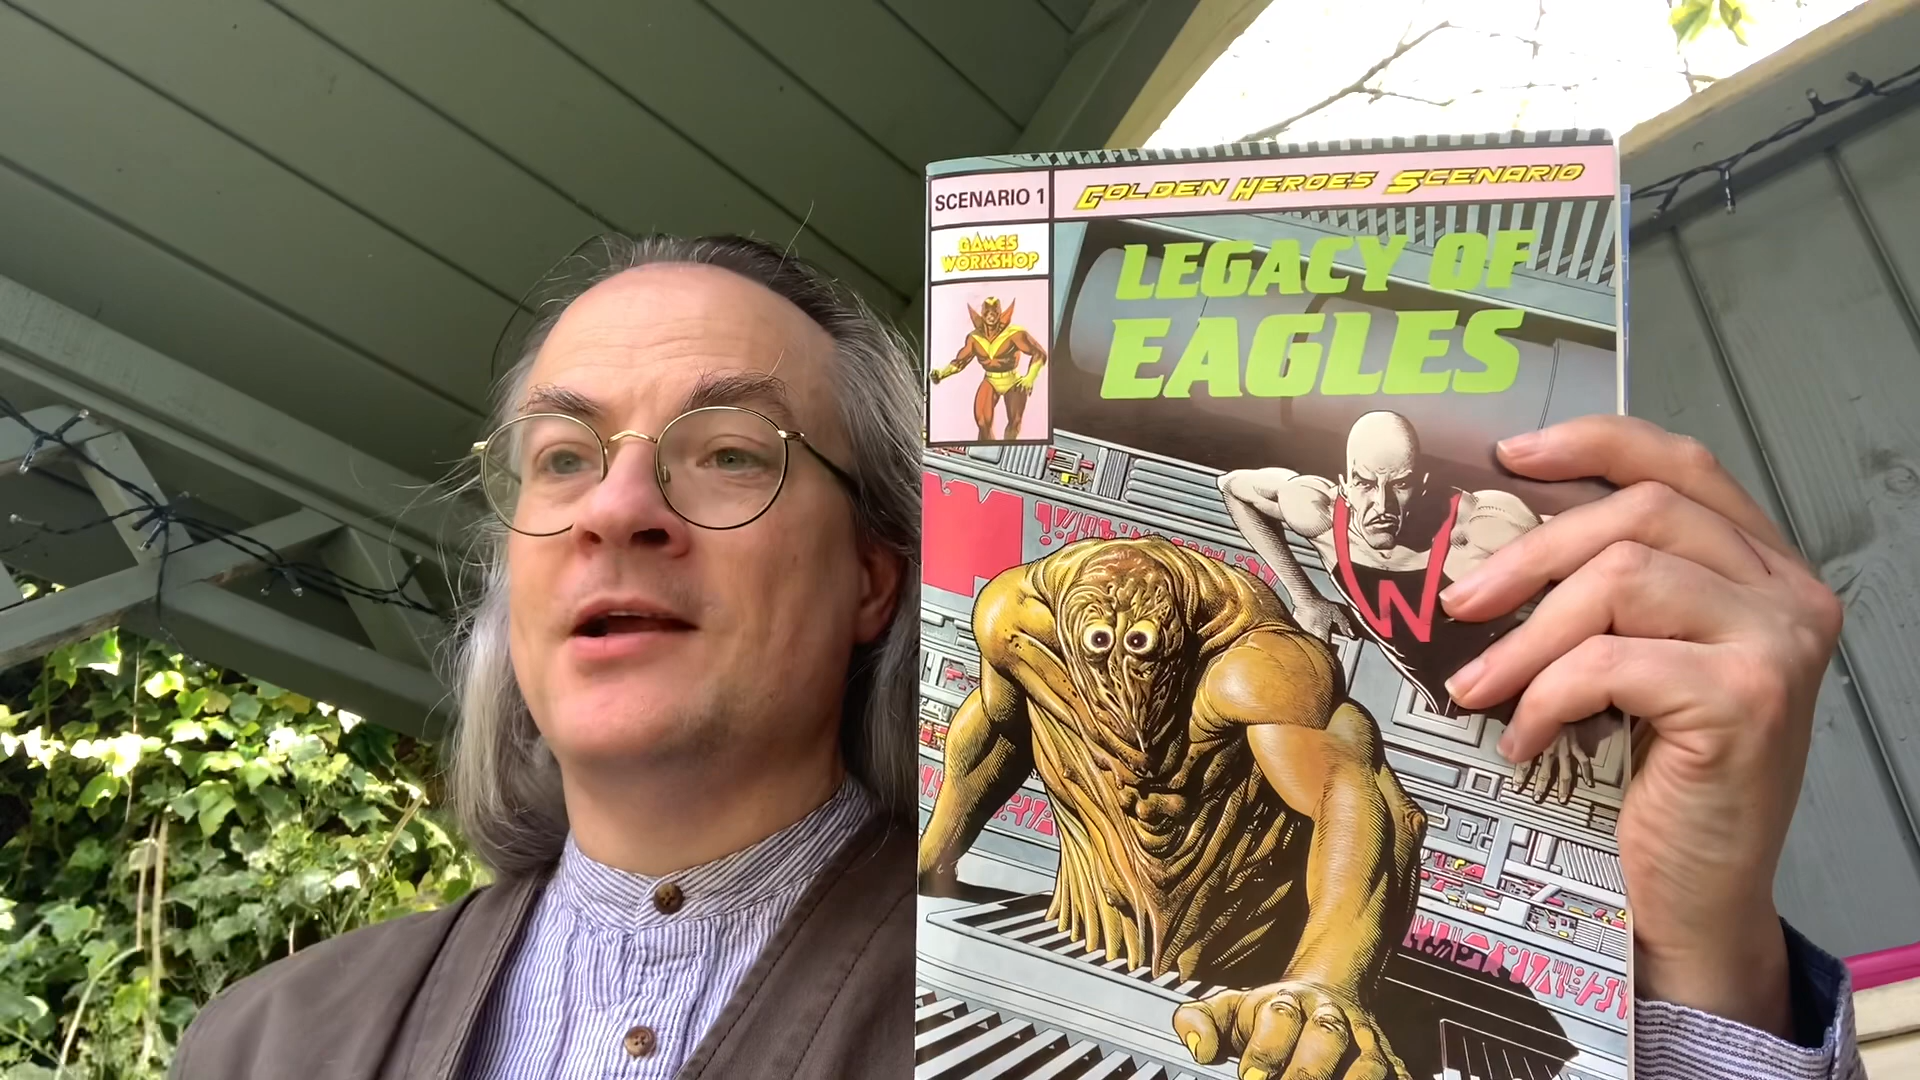 SCENARIO 1
GOLDEN HEROES SCENARIO
GAMES
WORKSHOP
LEGACY OF
EAGLES
W